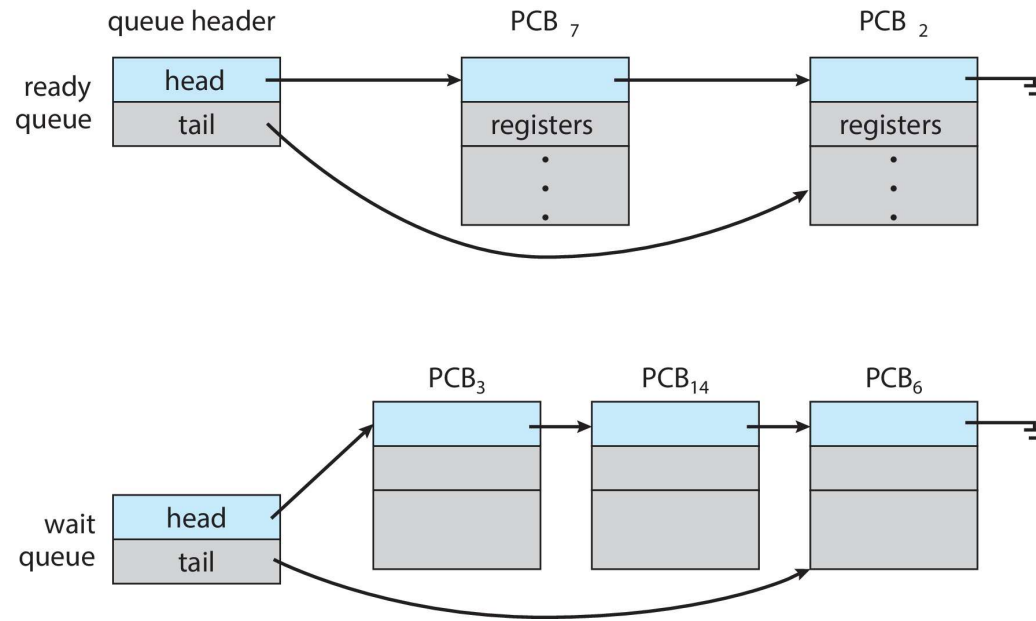 queue header PCB 7 PCB 2
ready queue
head
tail
registers
registers
PCB3 PCB14 PCB6
wait queue
head
tail